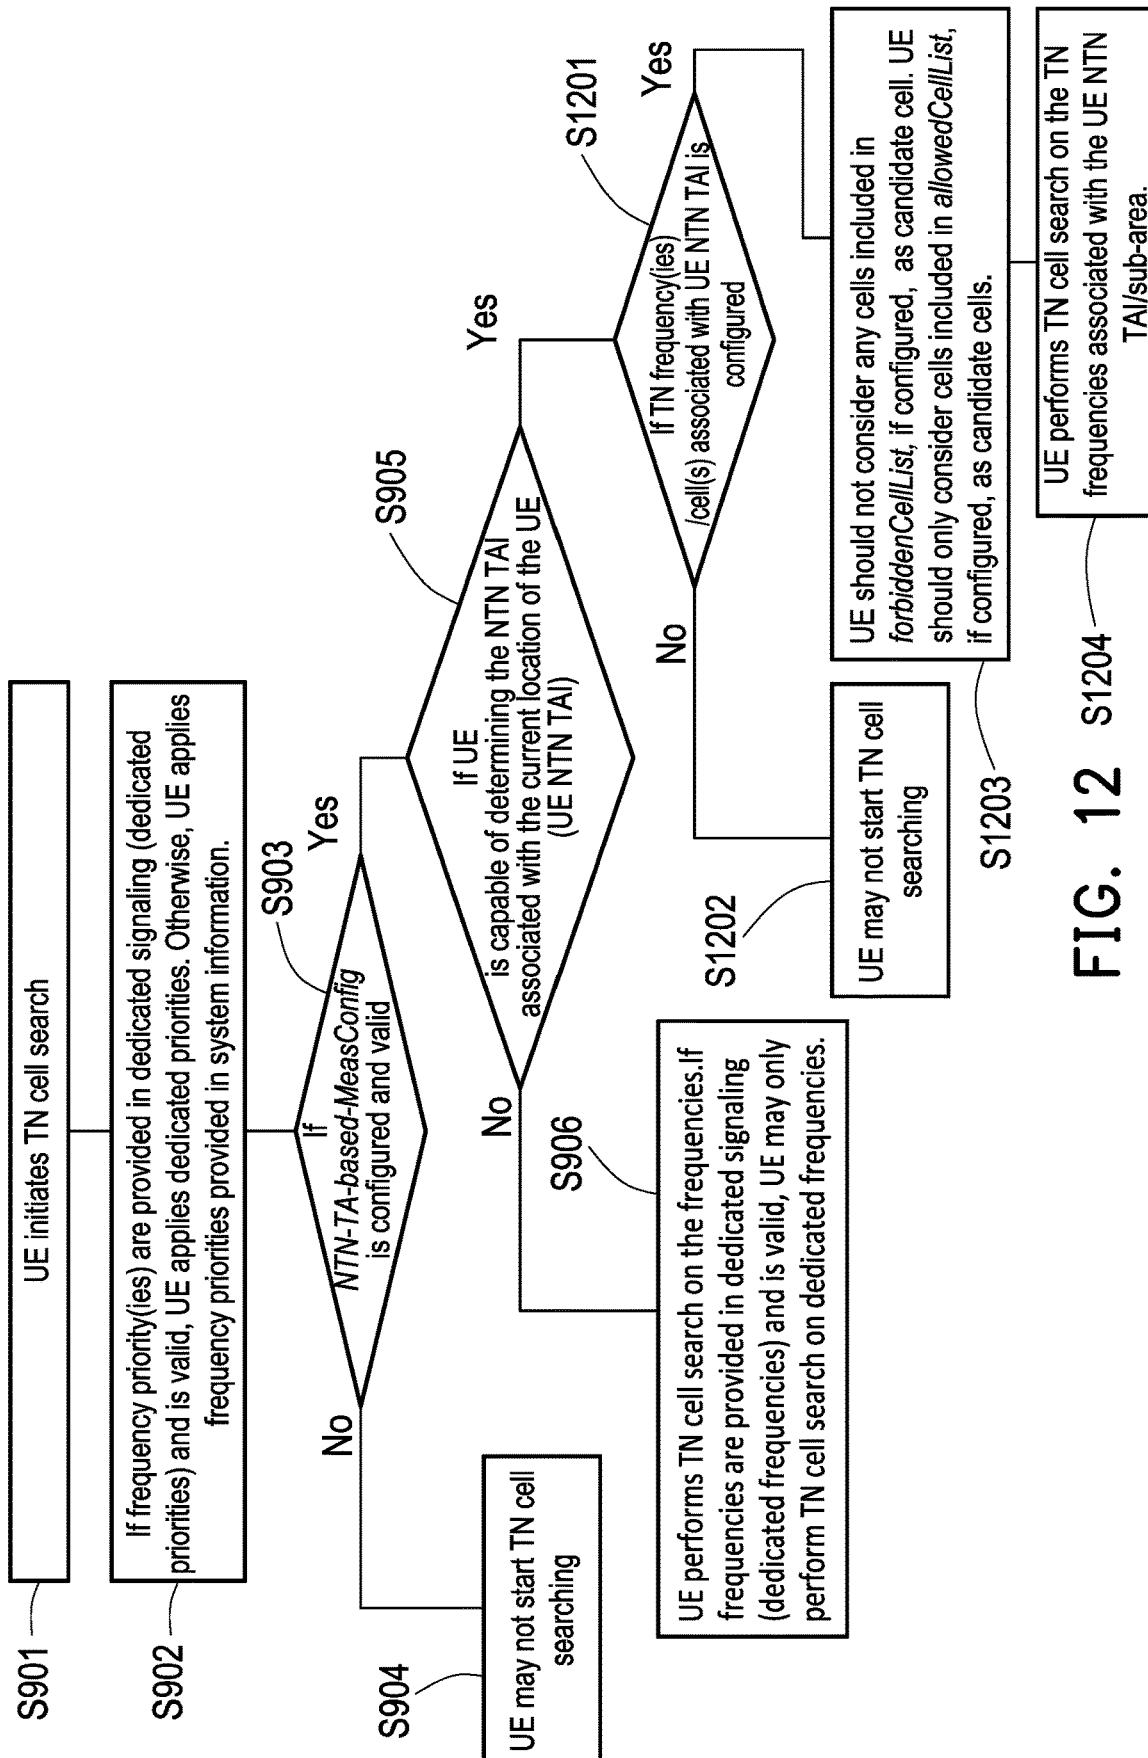 S901
UE initiates TN cell search
S902
If frequency priority(ies) are provided in dedicated signaling (dedicated
priorities) and is valid, UE applies dedicated priorities. Otherwise, UE applies
frequency priorities provided in system information.
S903
If
NTN-TA-based-MeasConfig
is configured and valid
No
Yes
S904
UE may not start TN cell
searching
S905
If UE
is capable of determining the NTN TAI
associated with the current location of the UE
(UE NTN TAI)
No
Yes
S906
UE performs TN cell search on the frequencies.If
frequencies are provided in dedicated signaling
(dedicated frequencies) and is valid, UE may only
perform TN cell search on dedicated frequencies.
S1201
If TN frequency(ies)
/cell(s) associated with UE NTN TAI is
configured
No
Yes
S1202
UE may not start TN cell
searching
UE should not consider any cells included in
forbiddenCellList, if configured, as candidate cell. UE
should only consider cells included in allowedCellList,
if configured, as candidate cells.
S1203
UE performs TN cell search on the TN
frequencies associated with the UE NTN
TAI/sub-area.
S1204
FIG. 12